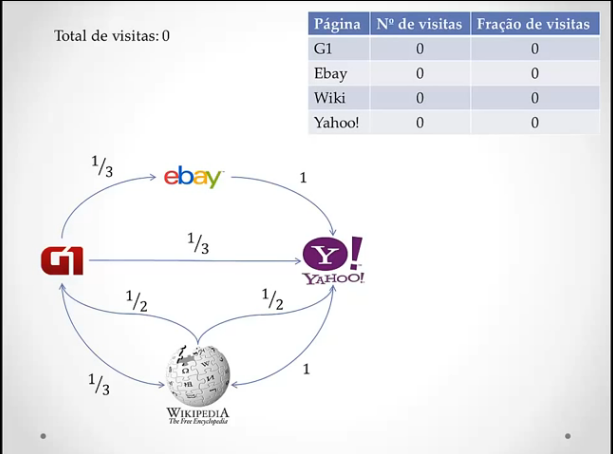 Total de visitas: 0
Página Nº de visitas Fração de visitas
G1 0 0
Ebay 0 0
Wiki 0 0
Yahoo! 0 0
1/3
ebay
1
G1
1/3
Y!
YAHOO!
1/2
1/2
1/3
1
WIKIPEDIA
The Free Encyclopedia